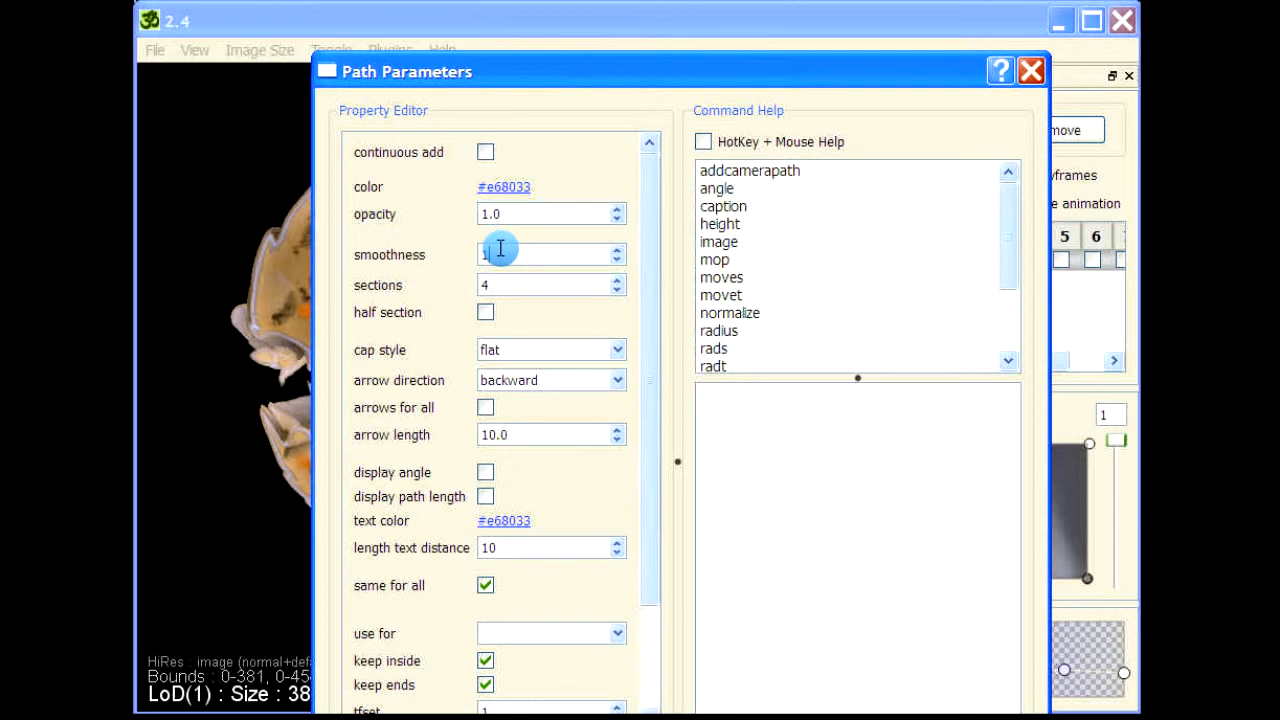 2.4
File View Image Size Toggle Plugins Help
Path Parameters
Property Editor
continuous add
color #e68033
opacity 1.0
smoothness 1
sections 4
half section
cap style flat
arrow direction backward
arrows for all
arrow length 10.0
display angle
display path length
text color #e68033
length text distance 10
same for all
use for
keep inside
keep ends
tfset 1
Command Help
HotKey + Mouse Help
addcamerapath
angle
caption
height
image
mop
moves
movet
normalize
radius
rads
radt
move
yframes
e animation
5 6
1
HiRes : image (normal+def
Bounds : 0-381, 0-45
LoD(1) : Size : 38